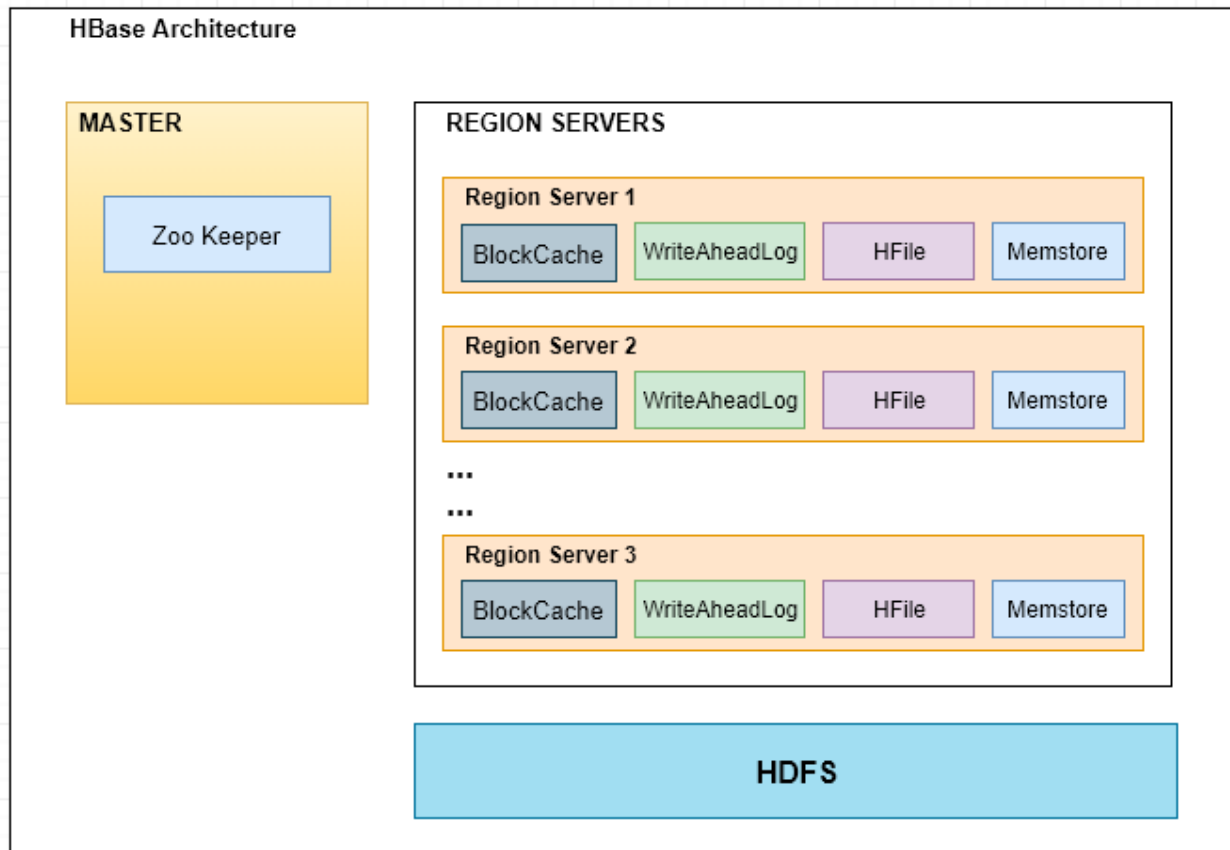 HBase Architecture
MASTER
Zoo Keeper
REGION SERVERS
Region Server 1
BlockCache
WriteAheadLog
HFile
Memstore
Region Server 2
BlockCache
WriteAheadLog
HFile
Memstore
...
...
Region Server 3
BlockCache
WriteAheadLog
HFile
Memstore
HDFS